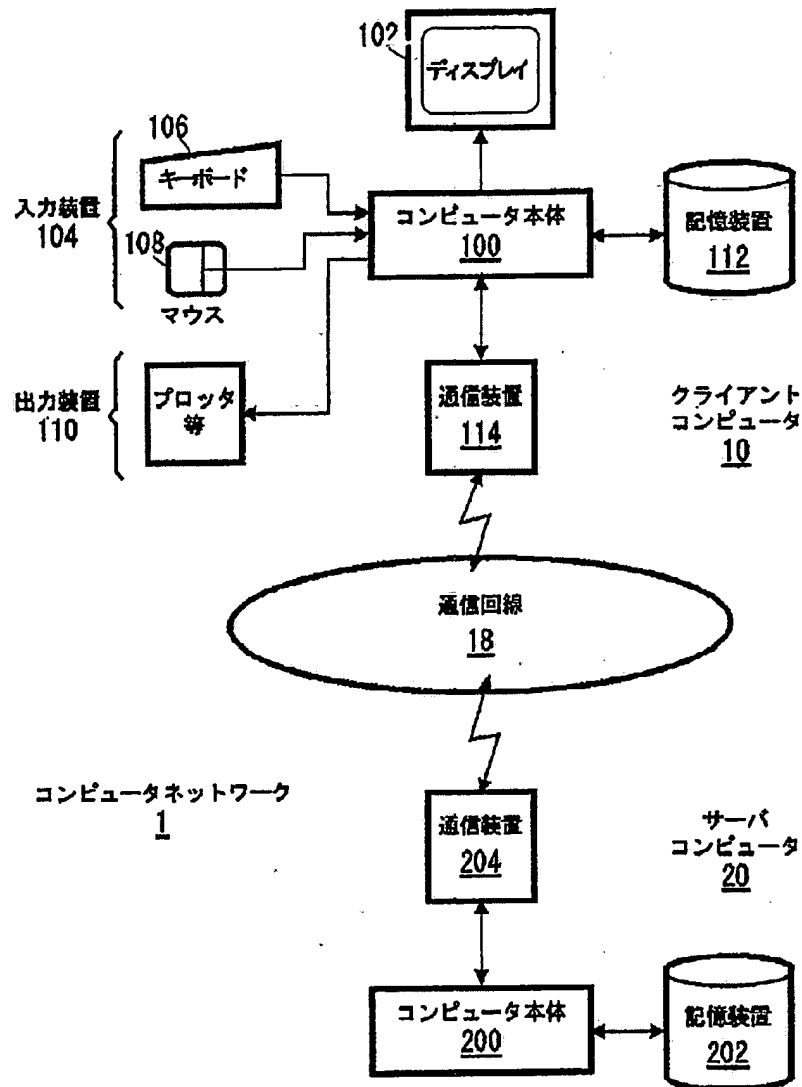 102
ディスプレイ
106
キーボード
入力装置
104
108
マウス
コンピュータ本体
100
記憶装置
112
出力装置
110
プロッタ
等
通信装置
114
クライアント
コンピュータ
10
通信回線
18
コンピュータネットワーク
1
通信装置
204
サーバ
コンピュータ
20
コンピュータ本体
200
記憶装置
202